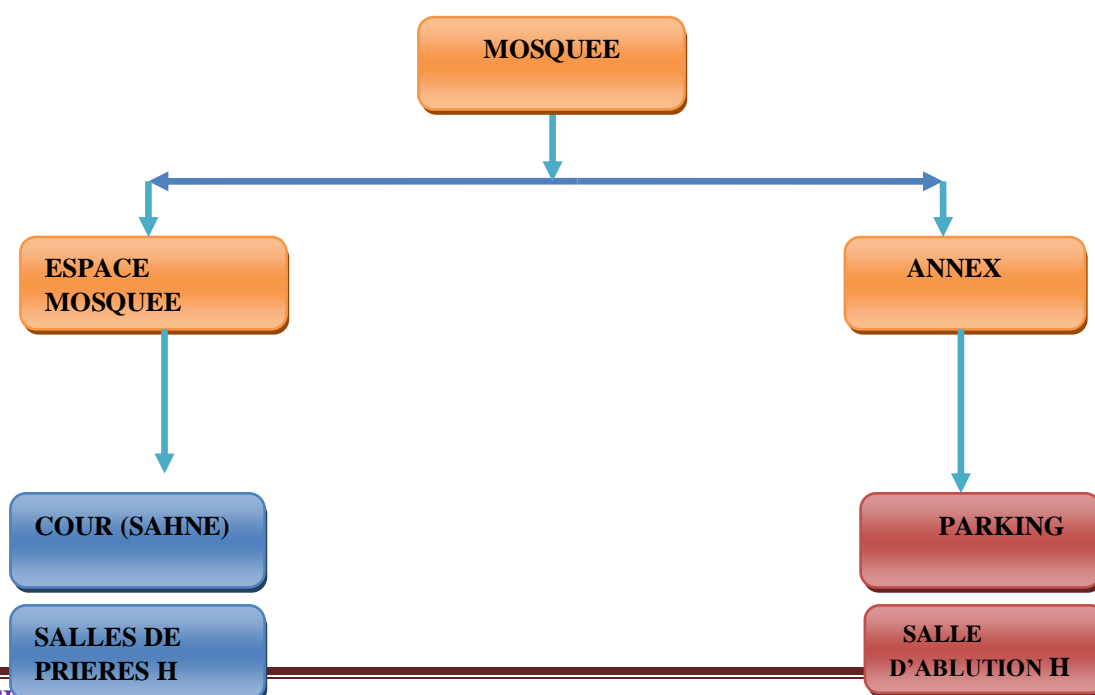 MOSQUEE
ESPACE
MOSQUEE
ANNEX
COUR (SAHNE)
PARKING
SALLES DE
PRIERES H
SALLE
D’ABLUTION H